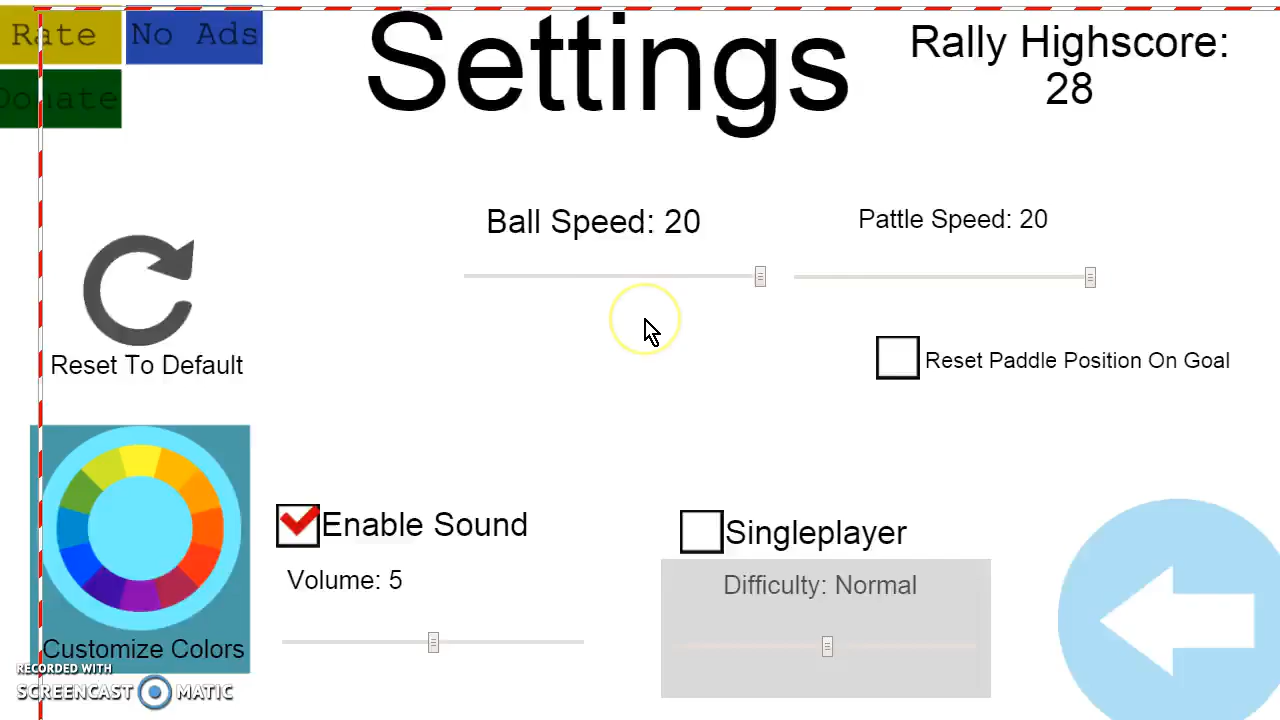 Rate
No Ads
Donate
Settings
Rally Highscore:
28
Ball Speed: 20
Pattle Speed: 20
Reset To Default
Reset Paddle Position On Goal
Enable Sound
Volume: 5
Singleplayer
Difficulty: Normal
Customize Colors
RECORDED WITH
SCREENCAST MATIC